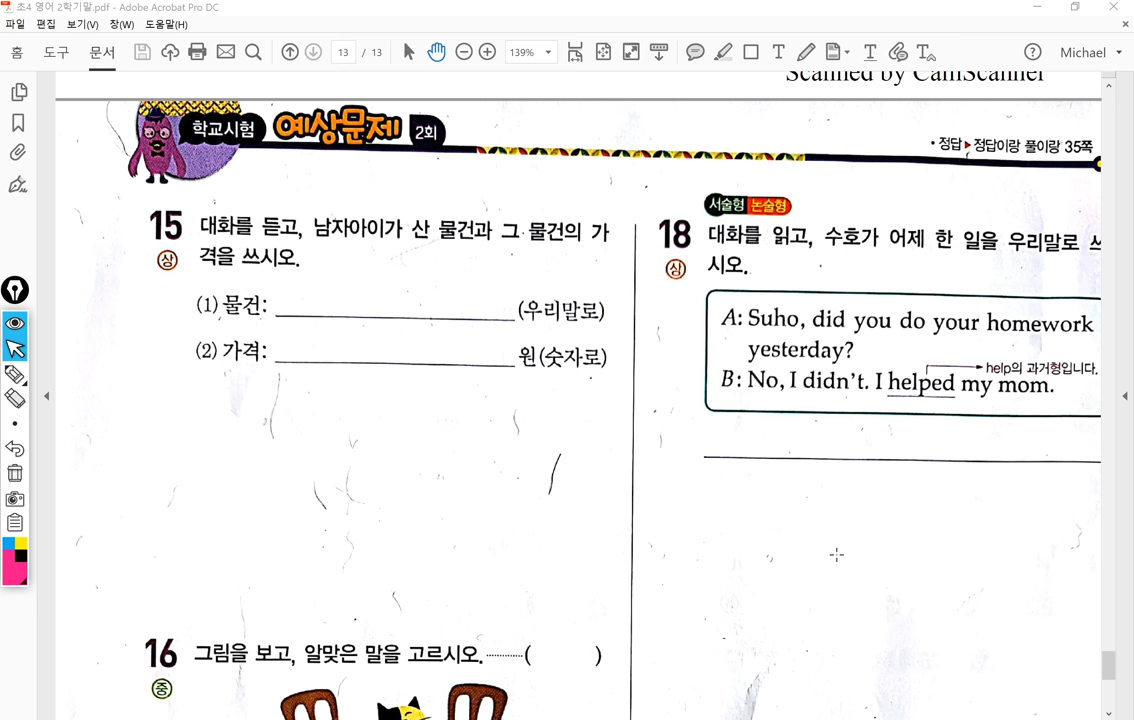 초4 영어 2학기말.pdf - Adobe Acrobat Pro DC
파일 편집 보기(V) 창(W) 도움말(H)
홈 도구 문서 13 / 13 139% Michael
Scanned by CamScanner
학교시험 예상문제 2회
• 정답 ▶ 정답이랑 풀이랑 35쪽
15 대화를 듣고, 남자아이가 산 물건과 그 물건의 가
상 격을 쓰시오.
(1) 물건: (우리말로)
(2) 가격: 원(숫자로)
16 그림을 보고, 알맞은 말을 고르시오. ( )
중
서술형 논술형
18 대화를 읽고, 수호가 어제 한 일을 우리말로 쓰
상 시오.
A: Suho, did you do your homework
yesterday?
help의 과거형입니다.
B: No, I didn't. I helped my mom.